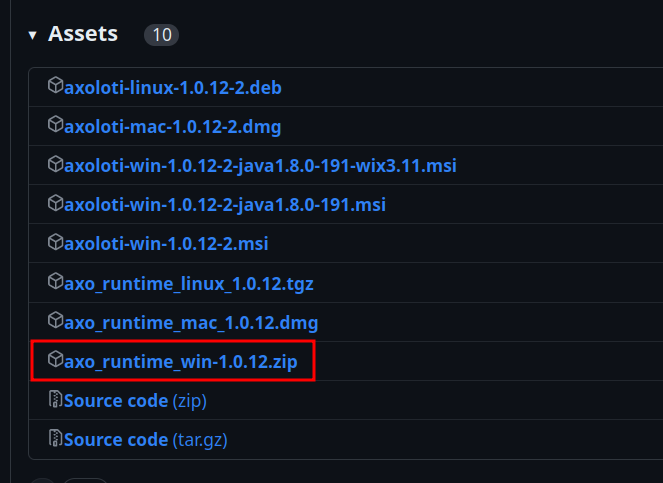 Assets 10
axoloti-linux-1.0.12-2.deb
axoloti-mac-1.0.12-2.dmg
axoloti-win-1.0.12-2-java1.8.0-191-wix3.11.msi
axoloti-win-1.0.12-2-java1.8.0-191.msi
axoloti-win-1.0.12-2.msi
axo_runtime_linux_1.0.12.tgz
axo_runtime_mac_1.0.12.dmg
axo_runtime_win-1.0.12.zip
Source code (zip)
Source code (tar.gz)